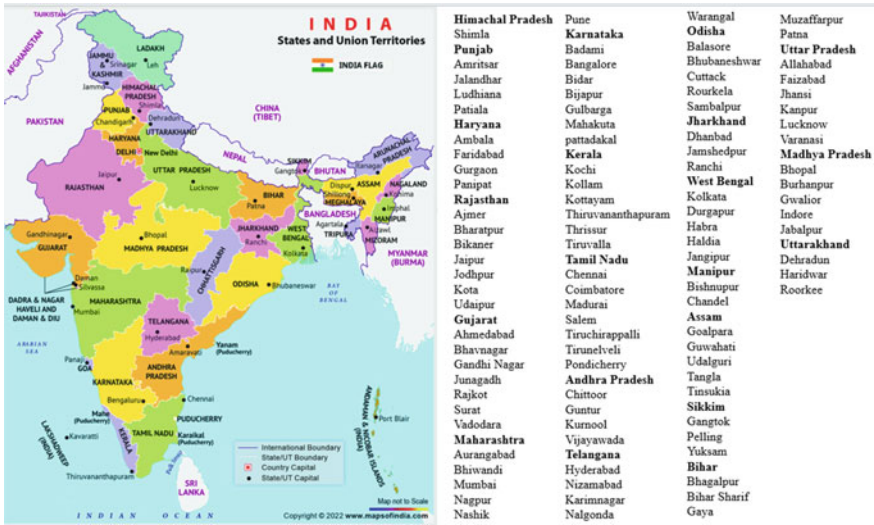 INDIA
States and Union Territories
INDIA FLAG
TAJIKISTAN
AFGHANISTAN
PAKISTAN
CHINA
(TIBET)
NEPAL
BHUTAN
BANGLADESH
MYANMAR
(BURMA)
SRI
LANKA
LADAKH
Leh
JAMMU
&
KASHMIR
Srinagar
Jammu
HIMACHAL
PRADESH
Shimla
PUNJAB
Chandigarh
Dehradun
UTTARAKHAND
HARYANA
DELHI
New Delhi
RAJASTHAN
Jaipur
UTTAR PRADESH
Lucknow
SIKKIM
Gangtok
ARUNACHAL
PRADESH
Itanagar
Dispur
ASSAM
NAGALAND
Kohima
Shillong
MEGHALAYA
Imphal
MANIPUR
Agartala
TRIPURA
Aizawl
MIZORAM
BIHAR
Patna
JHARKHAND
Ranchi
WEST
BENGAL
Kolkata
Gandhinagar
GUJARAT
Bhopal
MADHYA PRADESH
Raipur
CHHATTISGARH
ODISHA
Bhubaneswar
Daman
Silvassa
DADRA & NAGAR
HAVELI AND
DAMAN & DIU
MAHARASHTRA
Mumbai
TELANGANA
Hyderabad
Amaravati
Yanam
(Puducherry)
ANDHRA
PRADESH
Panaji
GOA
KARNATAKA
Bengaluru
Chennai
Mahe
(Puducherry)
PUDUCHERRY
Karaikal
(Puducherry)
TAMIL NADU
KERALA
Thiruvananthapuram
LAKSHADWEEP
(INDIA)
Kavaratti
ANDAMAN & NICOBAR ISLANDS
(INDIA)
Port Blair
ARABIAN
SEA
BAY
OF
BENGAL
Palk Strait
INDIAN OCEAN
International Boundary
State/UT Boundary
Country Capital
State/UT Capital
Map not to Scale
Copyright © 2022 www.mapsofindia.com
Himachal Pradesh
Shimla
Punjab
Amritsar
Jalandhar
Ludhiana
Patiala
Haryana
Ambala
Faridabad
Gurgaon
Panipat
Rajasthan
Ajmer
Bharatpur
Bikaner
Jaipur
Jodhpur
Kota
Udaipur
Gujarat
Ahmedabad
Bhavnagar
Gandhi Nagar
Junagadh
Rajkot
Surat
Vadodara
Maharashtra
Aurangabad
Bhiwandi
Mumbai
Nagpur
Nashik
Pune
Karnataka
Badami
Bangalore
Bidar
Bijapur
Gulbarga
Mahakuta
pattadakal
Kerala
Kochi
Kollam
Kottayam
Thiruvananthapuram
Thrissur
Tiruvalla
Tamil Nadu
Chennai
Coimbatore
Madurai
Salem
Tiruchirappalli
Tirunelveli
Pondicherry
Andhra Pradesh
Chittoor
Guntur
Kurnool
Vijayawada
Telangana
Hyderabad
Nizamabad
Karimnagar
Nalgonda
Warangal
Odisha
Balasore
Bhubaneshwar
Cuttack
Rourkela
Sambalpur
Jharkhand
Dhanbad
Jamshedpur
Ranchi
West Bengal
Kolkata
Durgapur
Habra
Haldia
Jangipur
Manipur
Bishnupur
Chandel
Assam
Goalpara
Guwahati
Udalguri
Tangla
Tinsukia
Sikkim
Gangtok
Pelling
Yuksam
Bihar
Bhagalpur
Bihar Sharif
Gaya
Muzaffarpur
Patna
Uttar Pradesh
Allahabad
Faizabad
Jhansi
Kanpur
Lucknow
Varanasi
Madhya Pradesh
Bhopal
Burhanpur
Gwalior
Indore
Jabalpur
Uttarakhand
Dehradun
Haridwar
Roorkee